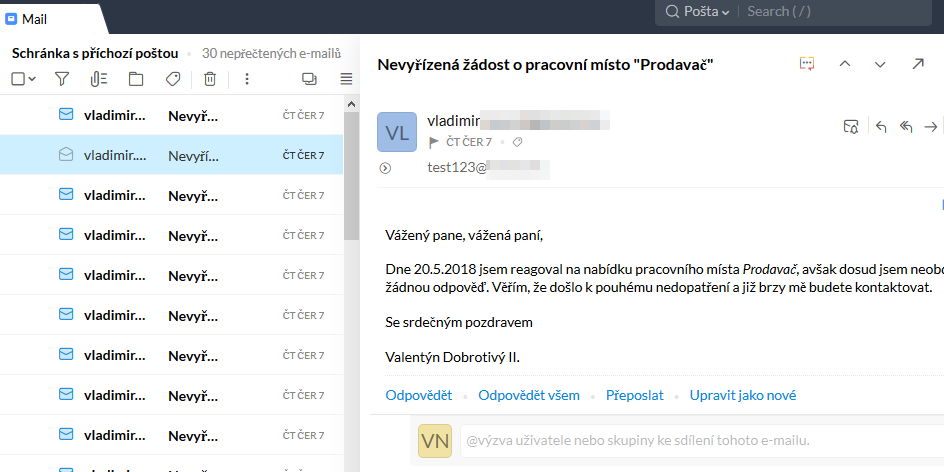 Mail
Pošta
Search ( / )
Schránka s příchozí poštou
30 nepřečtených e-mailů
vladimir... Nevyř... ČT ČER 7
vladimir.... Nevyří... ČT ČER 7
vladimir... Nevyř... ČT ČER 7
vladimir... Nevyř... ČT ČER 7
vladimir... Nevyř... ČT ČER 7
vladimir... Nevyř... ČT ČER 7
vladimir... Nevyř... ČT ČER 7
vladimir... Nevyř... ČT ČER 7
vladimir... Nevyř... ČT ČER 7
Nevyřízená žádost o pracovní místo "Prodavač"
VL
vladimir
ČT ČER 7
test123@
Vážený pane, vážená paní,
Dne 20.5.2018 jsem reagoval na nabídku pracovního místa Prodavač, avšak dosud jsem neobd
žádnou odpověď. Věřím, že došlo k pouhému nedopatření a již brzy mě budete kontaktovat.
Se srdečným pozdravem
Valentýn Dobrotivý II.
Odpovědět
Odpovědět všem
Přeposlat
Upravit jako nové
VN
@výzva uživatele nebo skupiny ke sdílení tohoto e-mailu.